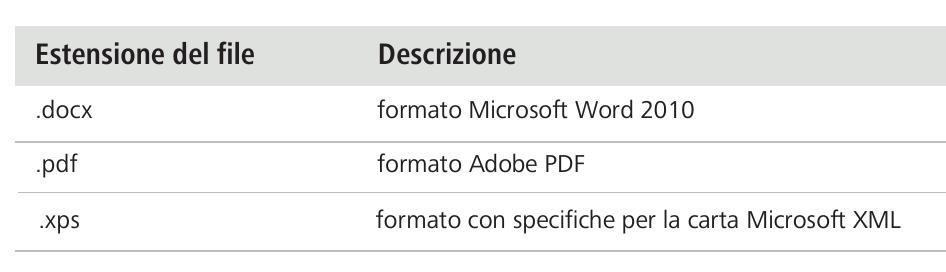 Estensione del file Descrizione
.docx formato Microsoft Word 2010
.pdf formato Adobe PDF
.xps formato con specifiche per la carta Microsoft XML